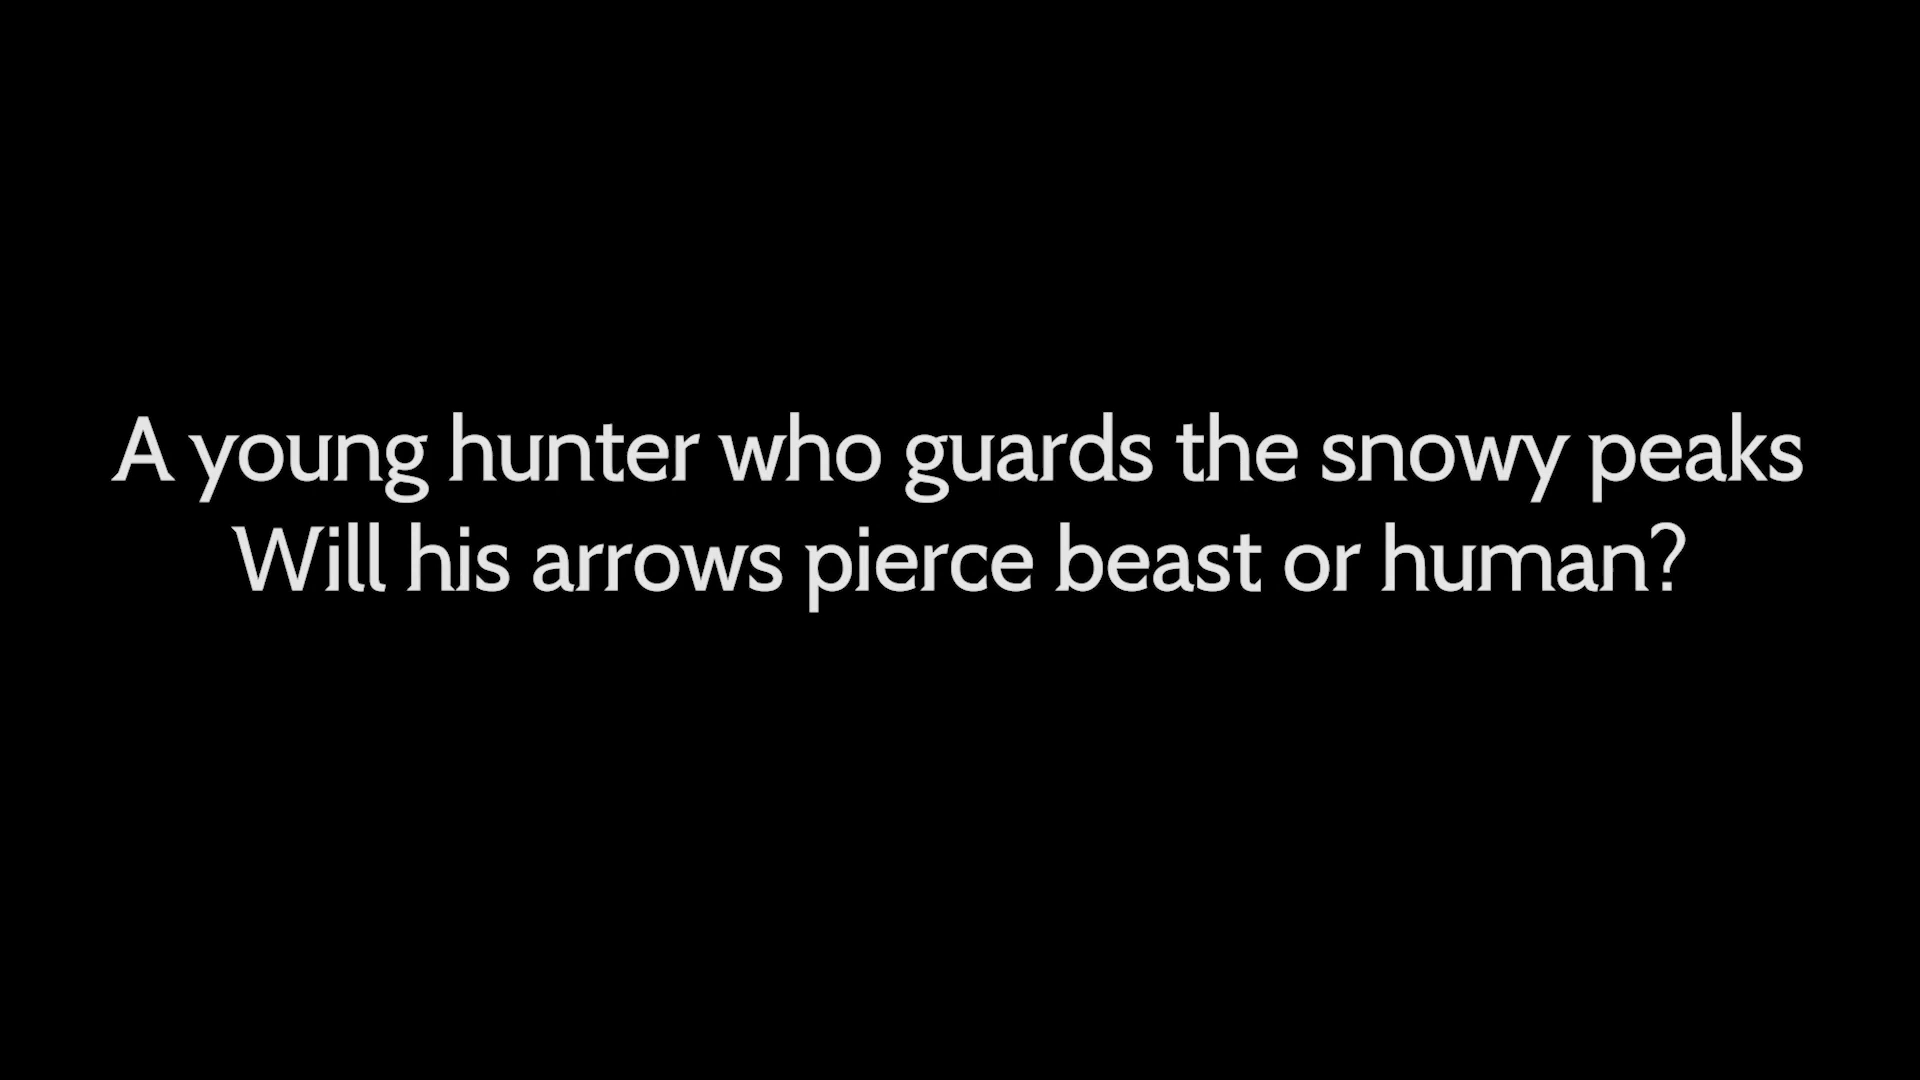 A young hunter who guards the snowy peaks
Will his arrows pierce beast or human?